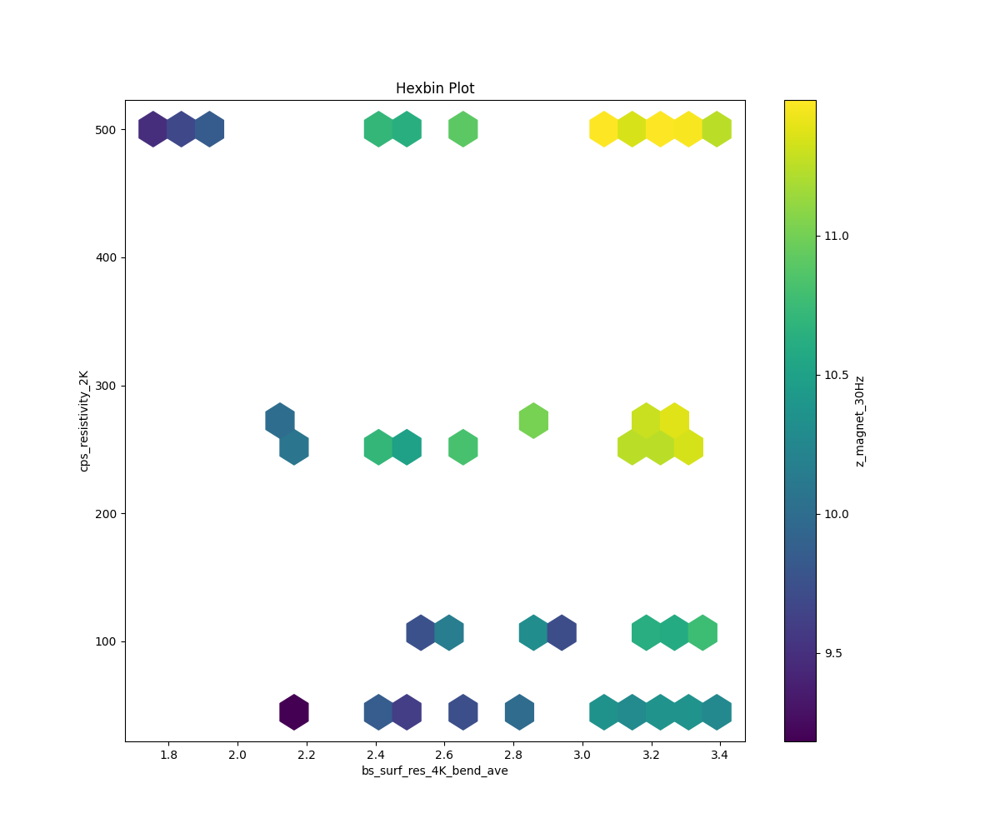 Hexbin Plot
500
400
300
200
100
cps_resistivity_2K
1.8 2.0 2.2 2.4 2.6 2.8 3.0 3.2 3.4
bs_surf_res_4K_bend_ave
11.0
10.5
10.0
9.5
z_magnet_30Hz